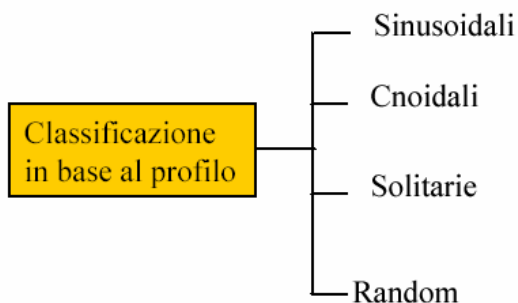 Sinusoidali
Cnoidali
Classificazione
in base al profilo
Solitarie
Random